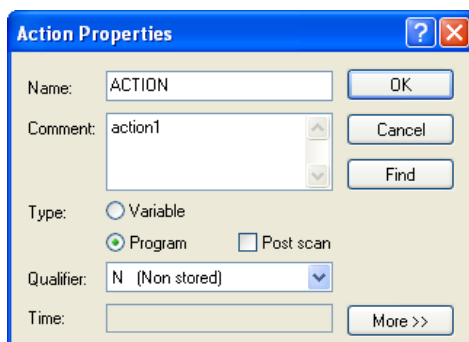 Action Properties
Name: ACTION OK
Comment: action1 Cancel
Find
Type: Variable
Program Post scan
Qualifier: N (Non stored)
Time: More >>